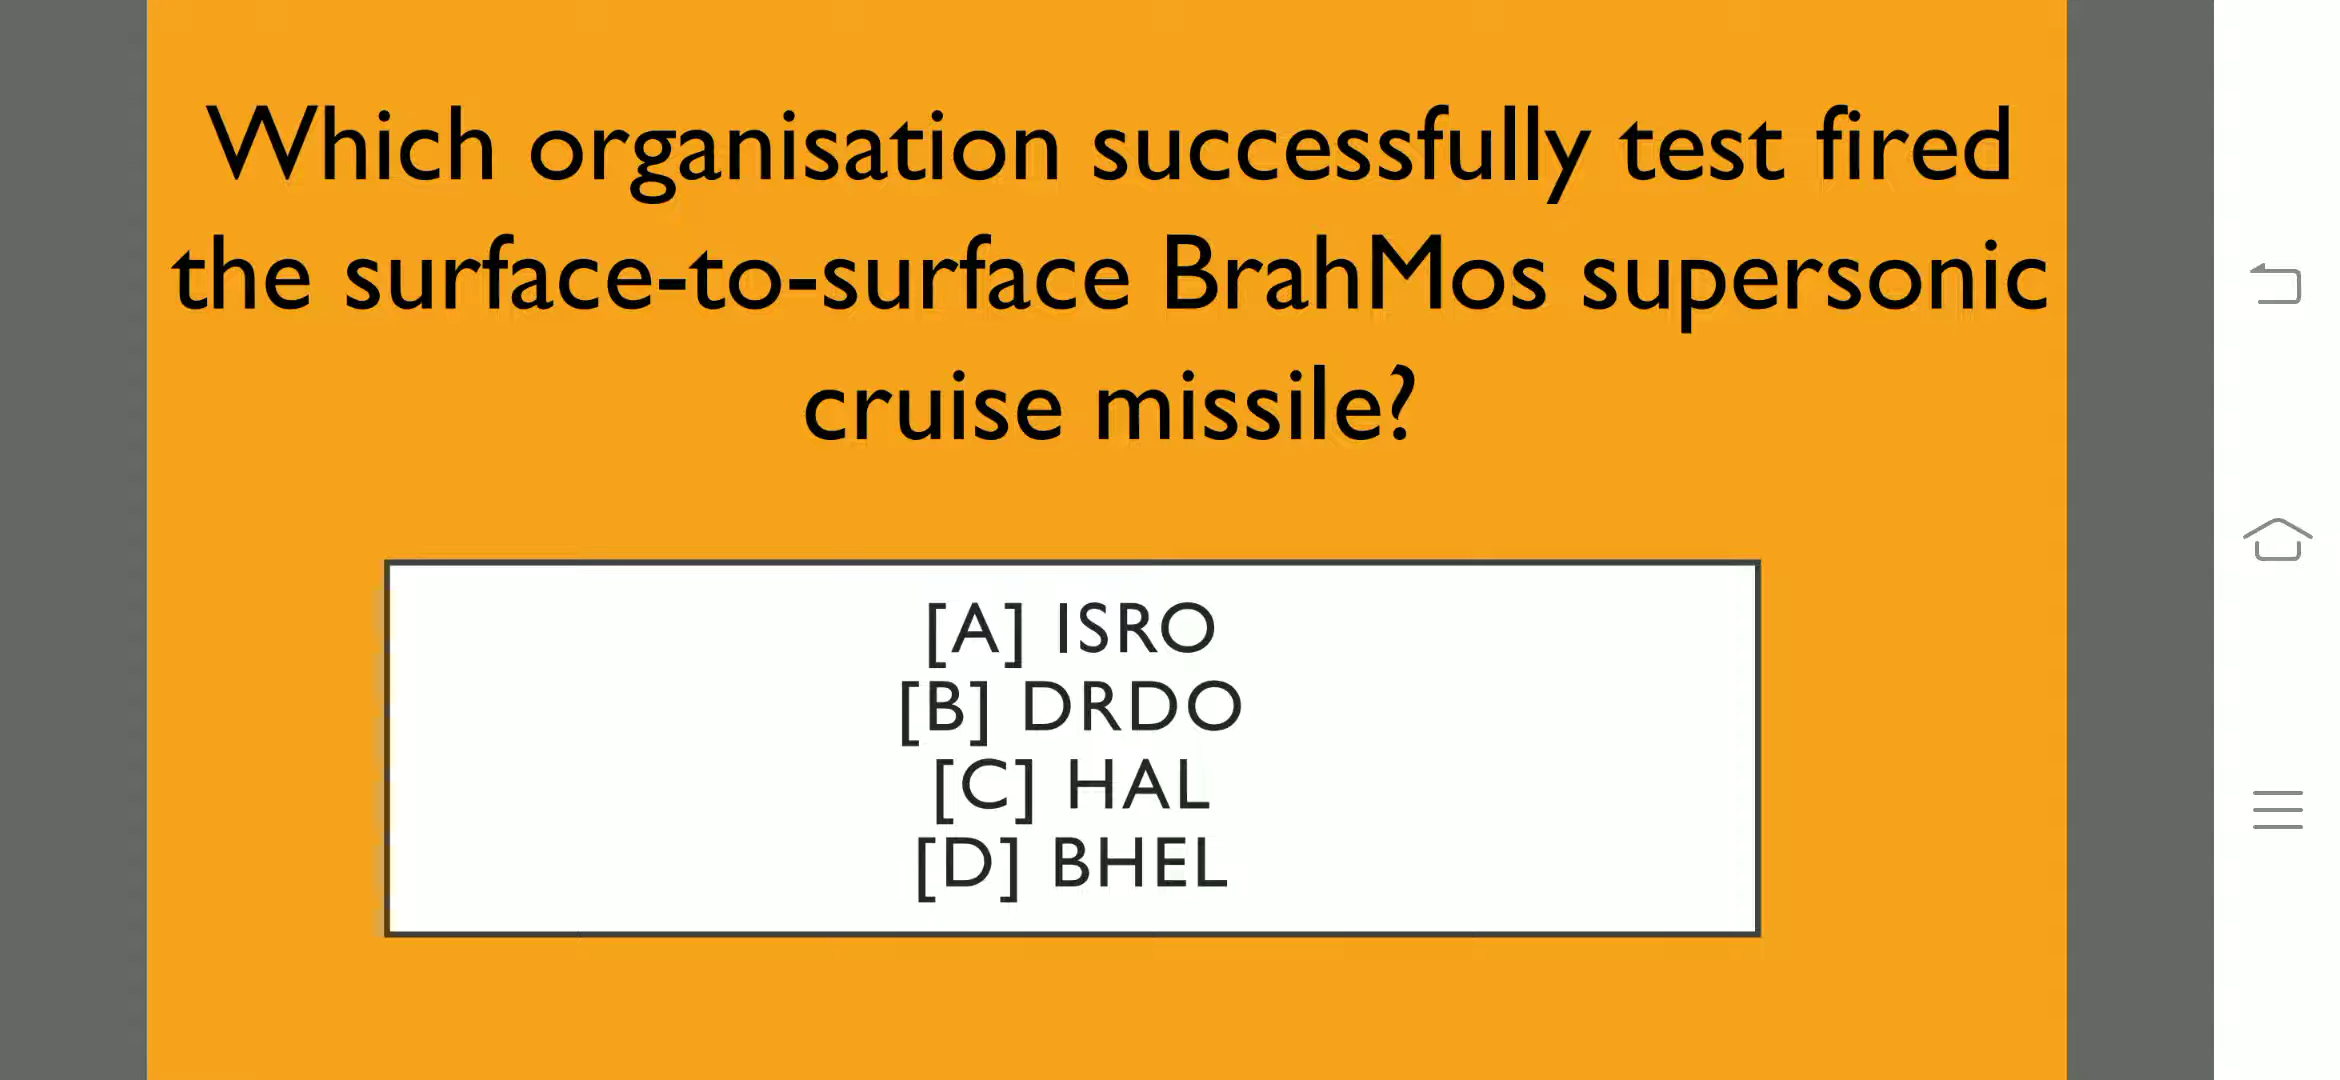 Which organisation successfully test fired
the surface-to-surface BrahMos supersonic
cruise missile?
[A] ISRO
[B] DRDO
[C] HAL
[D] BHEL